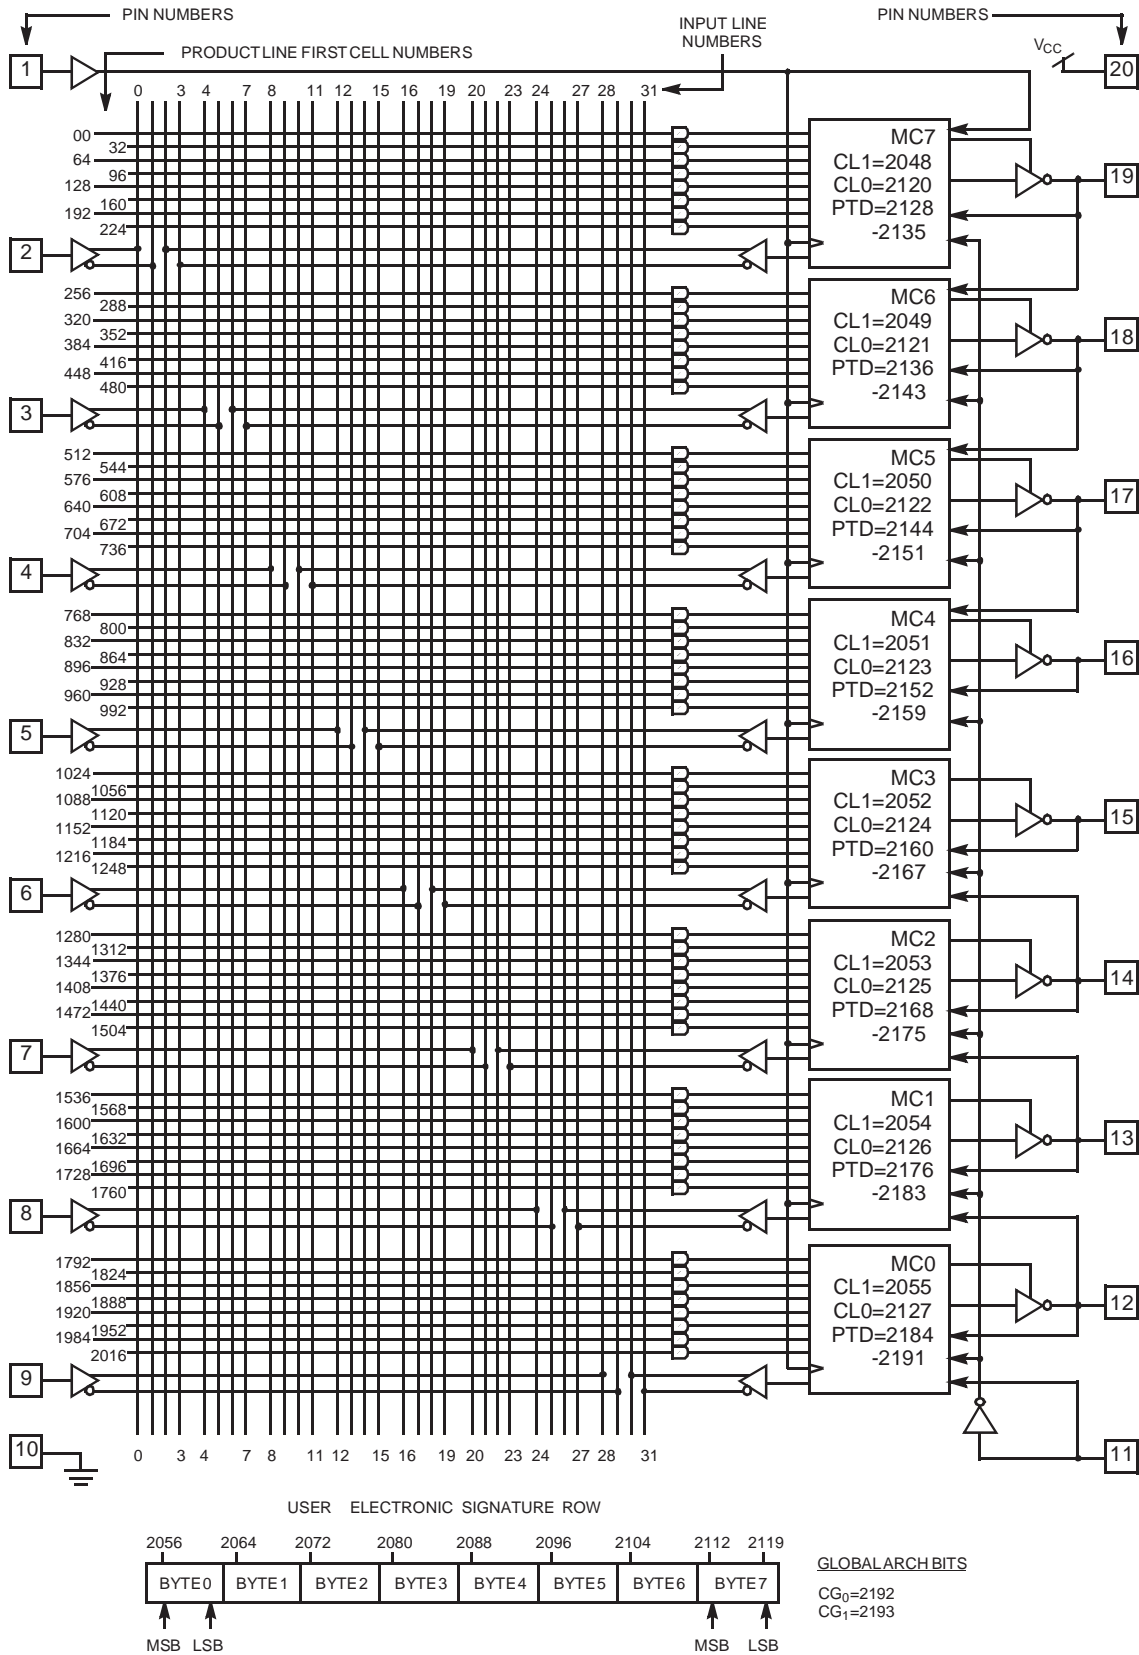 PIN NUMBERS
PIN NUMBERS
INPUT LINE
NUMBERS
PRODUCT LINE FIRST CELL NUMBERS
VCC
1
20
0 3 4 7 8 11 12 15 16 19 20 23 24 27 28 31
00
32
64
96
128
160
192
224
MC7
CL1=2048
CL0=2120
PTD=2128
-2135
19
2
256
288
320
352
384
416
448
480
MC6
CL1=2049
CL0=2121
PTD=2136
-2143
18
3
512
544
576
608
640
672
704
736
MC5
CL1=2050
CL0=2122
PTD=2144
-2151
17
4
768
800
832
864
896
928
960
992
MC4
CL1=2051
CL0=2123
PTD=2152
-2159
16
5
1024
1056
1088
1120
1152
1184
1216
1248
MC3
CL1=2052
CL0=2124
PTD=2160
-2167
15
6
1280
1312
1344
1376
1408
1440
1472
1504
MC2
CL1=2053
CL0=2125
PTD=2168
-2175
14
7
1536
1568
1600
1632
1664
1696
1728
1760
MC1
CL1=2054
CL0=2126
PTD=2176
-2183
13
8
1792
1824
1856
1888
1920
1952
1984
2016
MC0
CL1=2055
CL0=2127
PTD=2184
-2191
12
9
10
11
0 3 4 7 8 11 12 15 16 19 20 23 24 27 28 31
USER ELECTRONIC SIGNATURE ROW
2056 2064 2072 2080 2088 2096 2104 2112 2119
BYTE0 BYTE1 BYTE2 BYTE3 BYTE4 BYTE5 BYTE6 BYTE7
MSB LSB MSB LSB
GLOBAL ARCH BITS
CG0=2192
CG1=2193